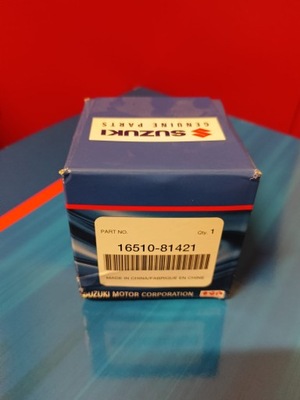 GENUINE PARTS
SUZUKI
PART NO. Qty. 1
16510-81421
MADE IN CHINA/FABRIQUE EN CHINE
SUZUKI MOTOR CORPORATION